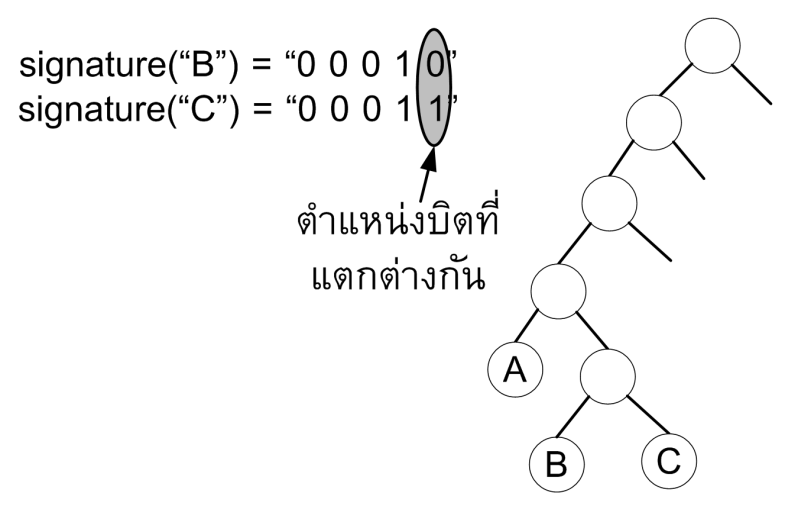 signature(“B”) = “0 0 0 1 0”
signature(“C”) = “0 0 0 1 1”
ตำแหน่งบิตที่
แตกต่างกัน
A
B
C